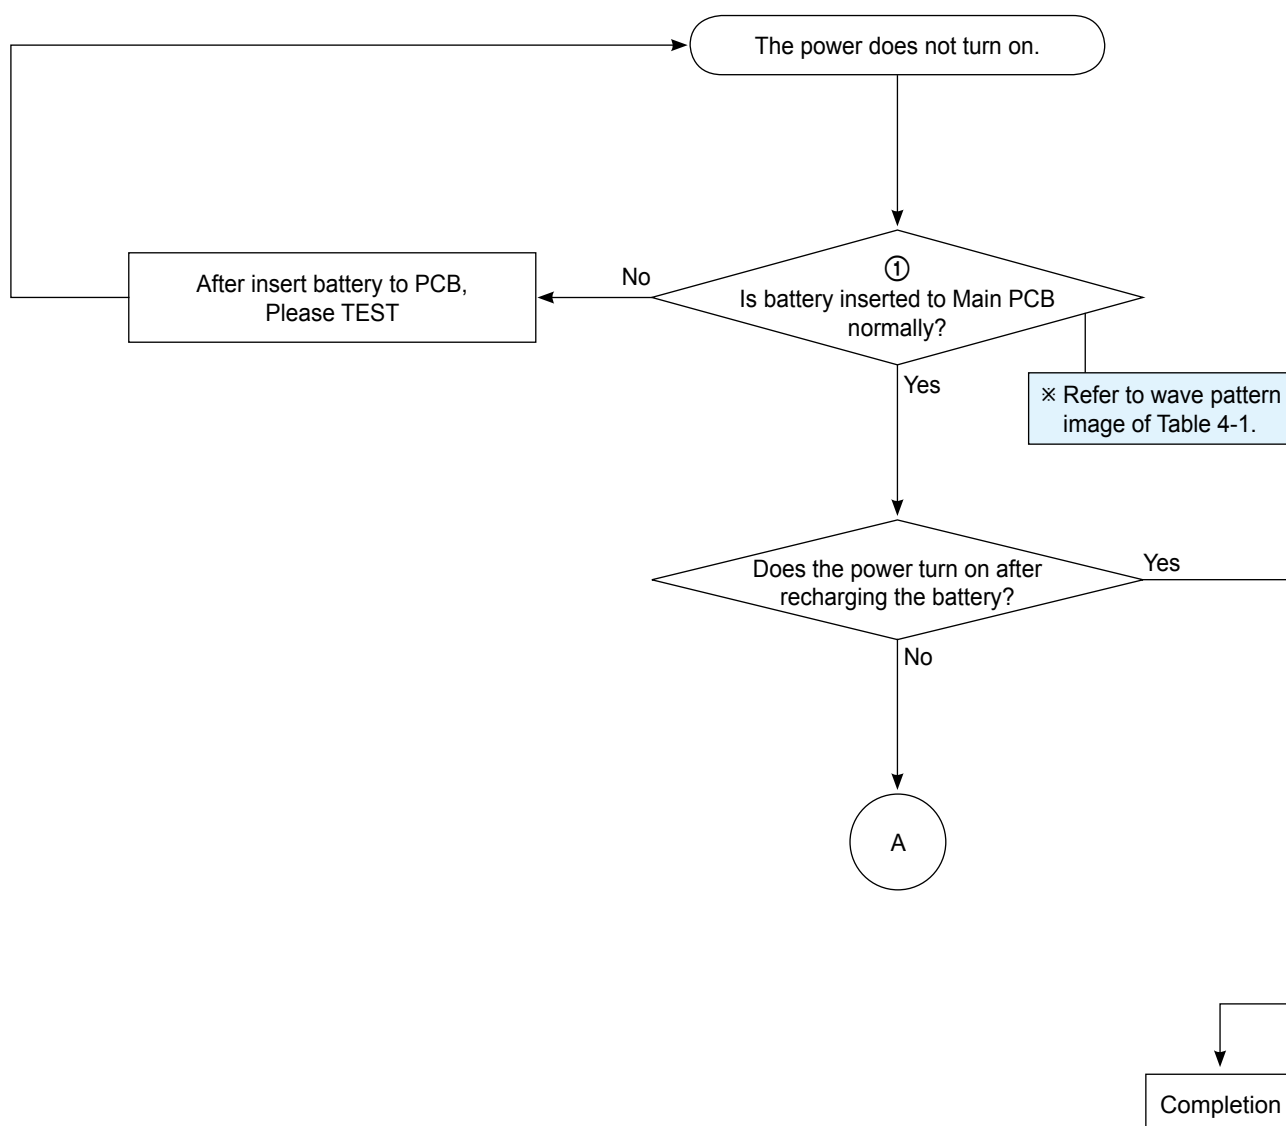 The power does not turn on.
①
Is battery inserted to Main PCB
normally?
No
After insert battery to PCB,
Please TEST
Yes
※ Refer to wave pattern
image of Table 4-1.
Does the power turn on after
recharging the battery?
Yes
No
A
Completion